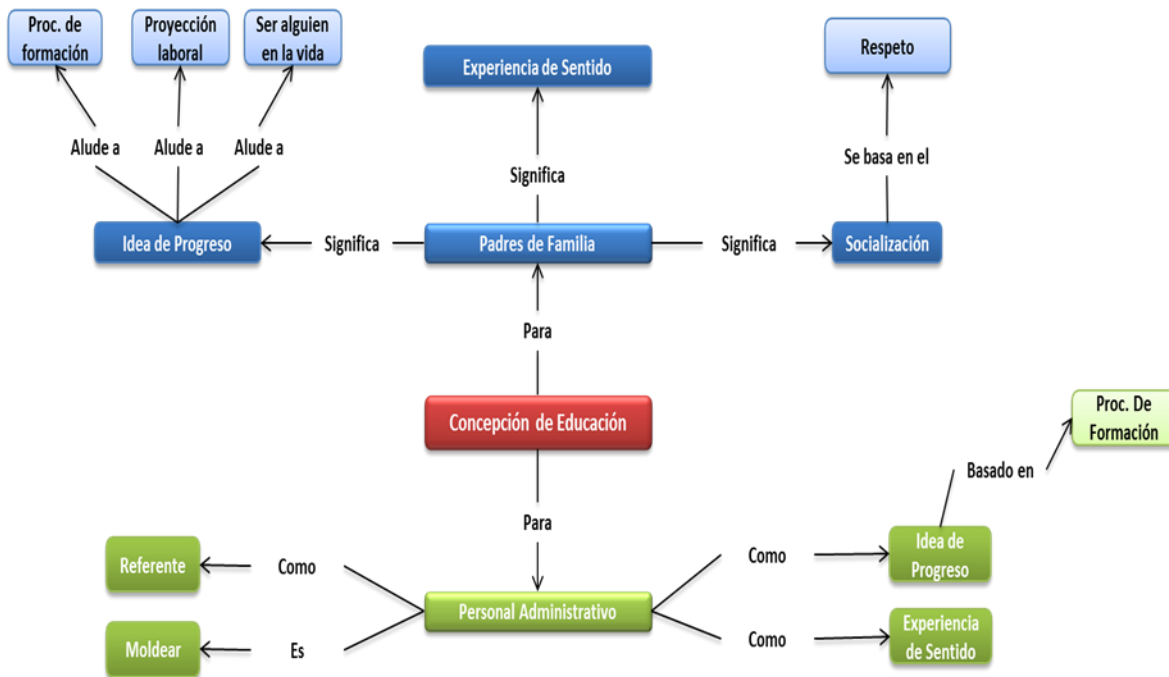 Proc. de
formación
Proyección
laboral
Ser alguien
en la vida
Experiencia de Sentido
Respeto
Alude a
Alude a
Alude a
Significa
Se basa en el
Idea de Progreso
Significa
Padres de Familia
Significa
Socialización
Para
Concepción de Educación
Proc. De
Formación
Basado en
Para
Referente
Como
Como
Idea de
Progreso
Personal Administrativo
Moldear
Es
Como
Experiencia
de Sentido